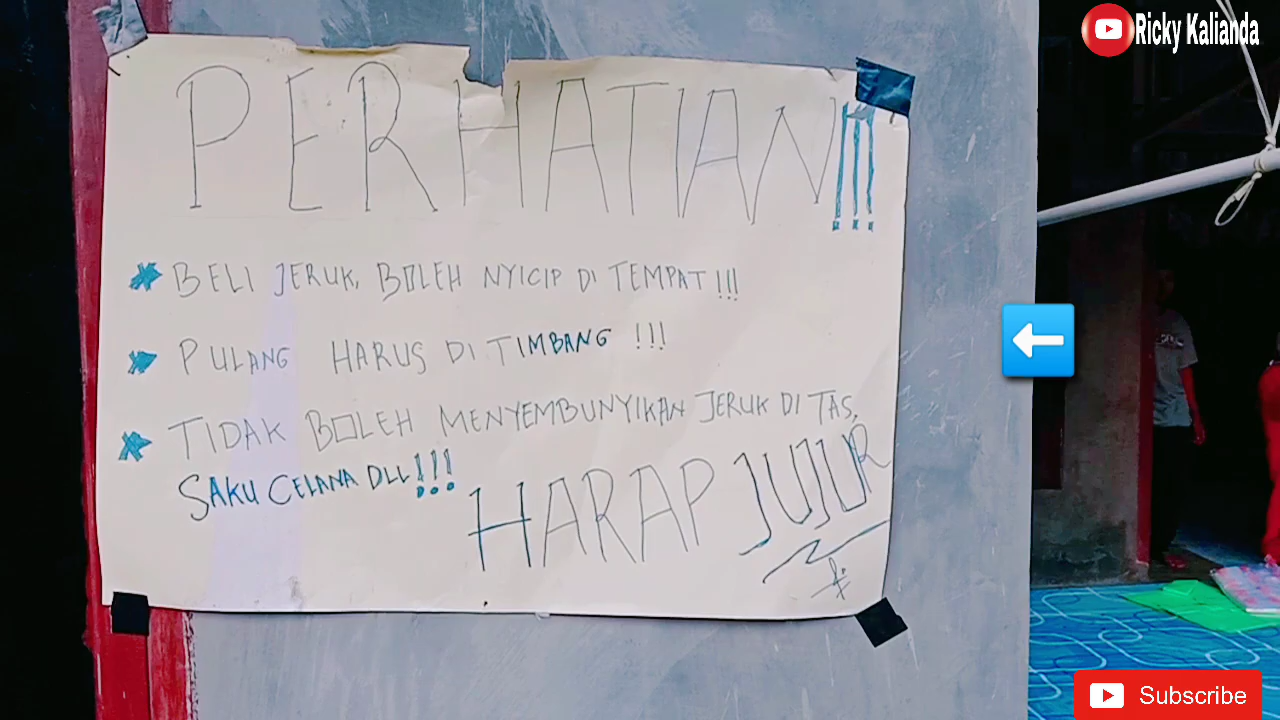 Ricky Kalianda
PERHATIAN!!!
BELI JERUK, BOLEH NYICIP DI TEMPAT!!!
PULANG HARUS DI TIMBANG !!!
TIDAK BOLEH MENYEMBUNYIKAN JERUK DI TAS,
SAKU CELANA DLL!!!
HARAP JUJUR
Subscribe